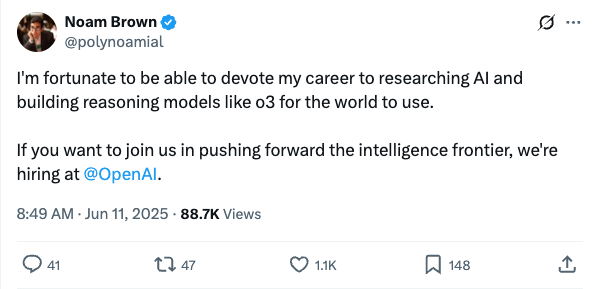 Noam Brown
@polynoamial
I'm fortunate to be able to devote my career to researching AI and
building reasoning models like o3 for the world to use.
If you want to join us in pushing forward the intelligence frontier, we're
hiring at @OpenAI.
8:49 AM · Jun 11, 2025 · 88.7K Views
41 47 1.1K 148